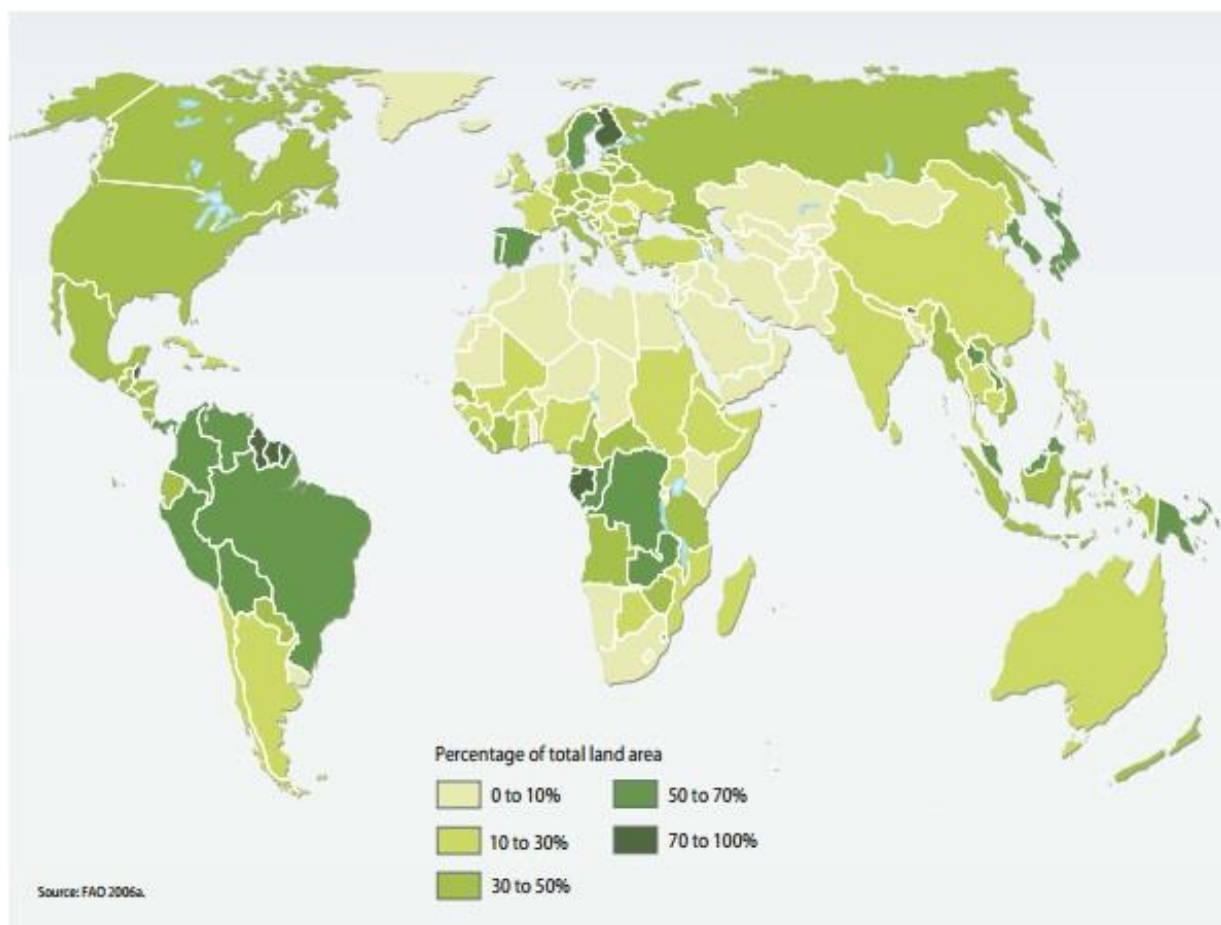 Percentage of total land area
0 to 10%
10 to 30%
30 to 50%
50 to 70%
70 to 100%
Source: FAO 2006a.